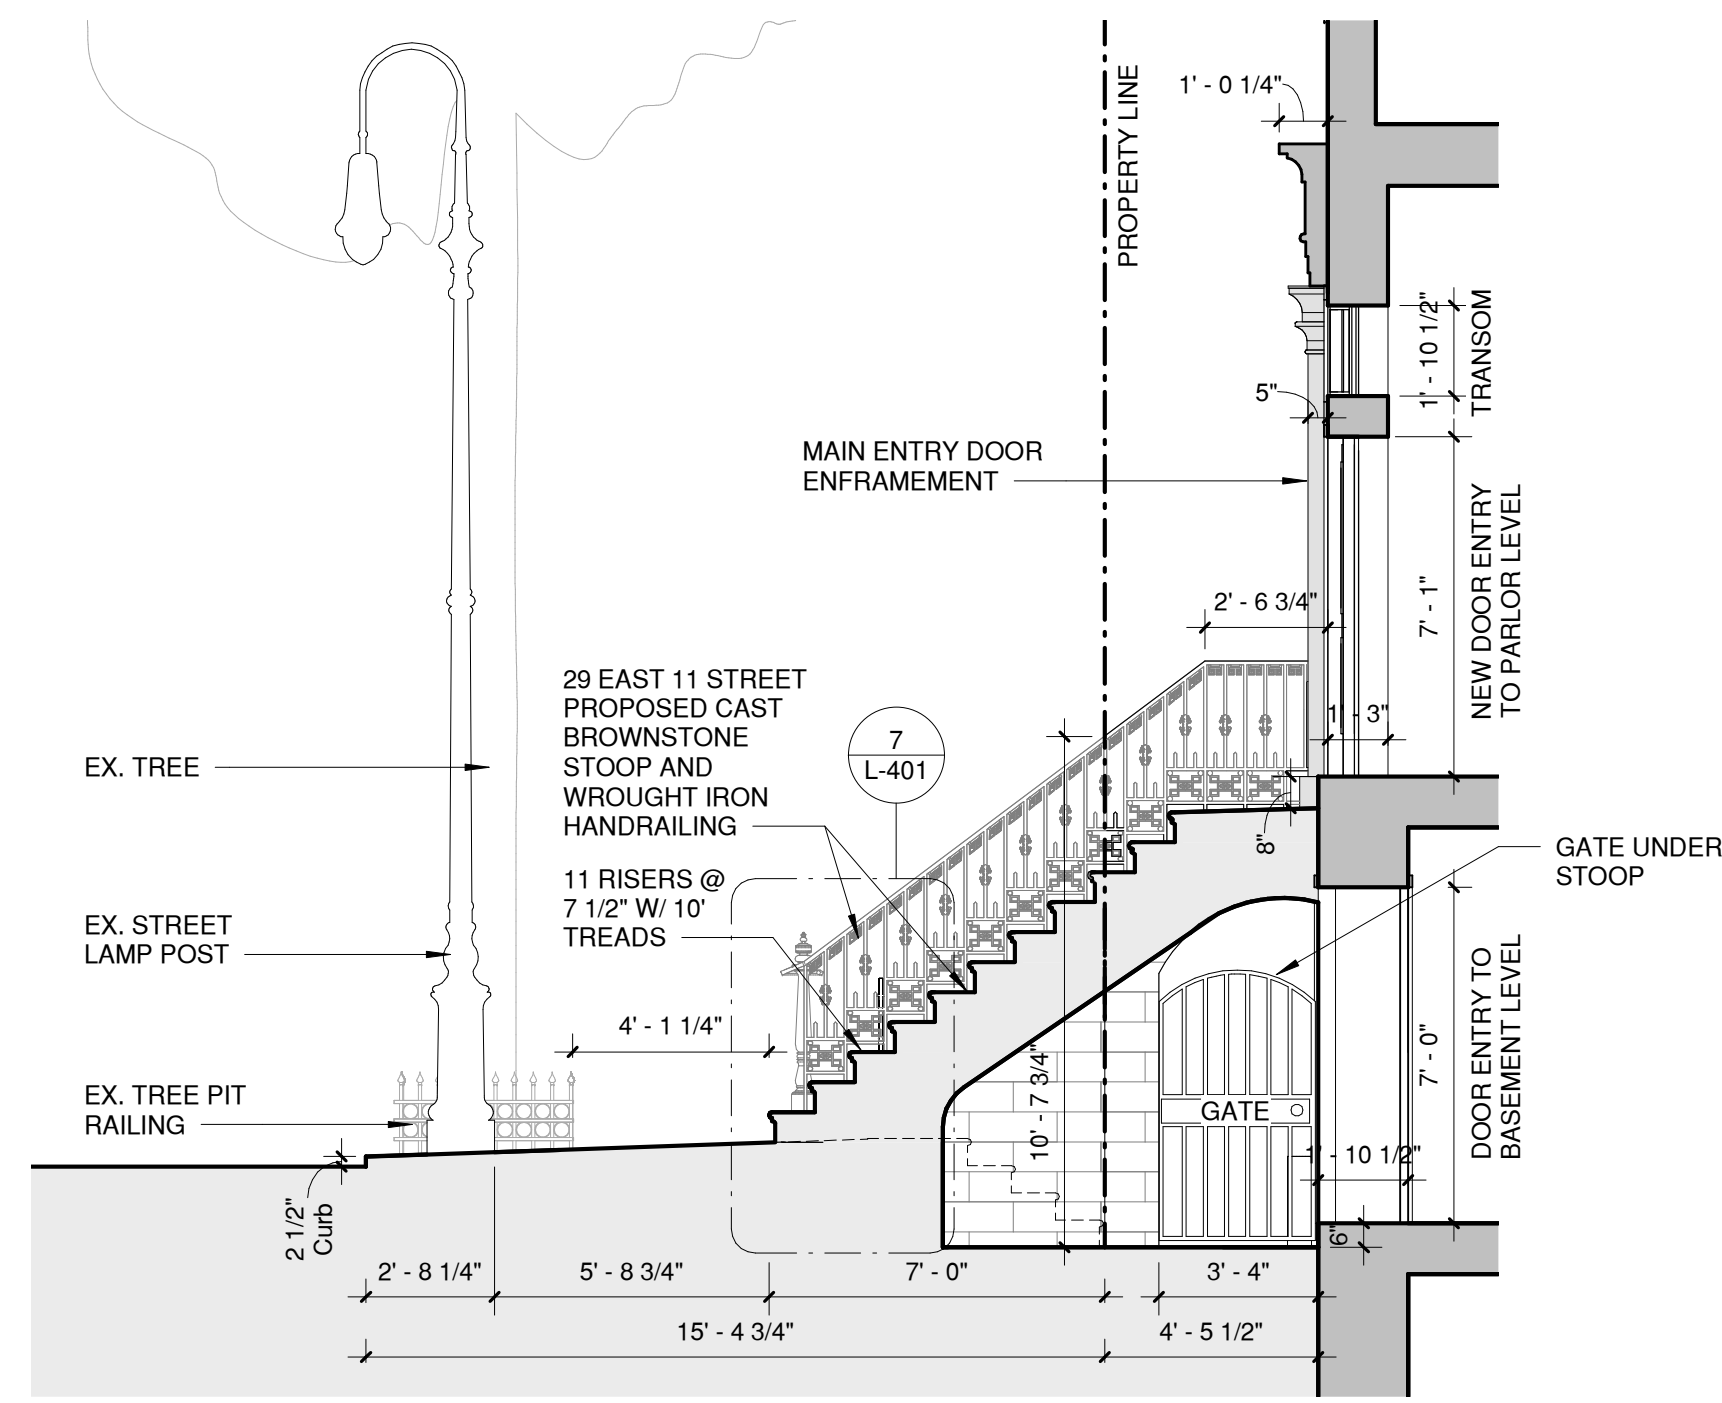 1' - 0 1/4"
PROPERTY LINE
1' - 10 1/2"
TRANSOM
5"
MAIN ENTRY DOOR
ENFRAMEMENT
7' - 1"
NEW DOOR ENTRY
TO PARLOR LEVEL
2' - 6 3/4"
29 EAST 11 STREET
PROPOSED CAST
BROWNSTONE
STOOP AND
WROUGHT IRON
HANDRAILING
7
L-401
1' - 3"
EX. TREE
8"
GATE UNDER
STOOP
11 RISERS @
7 1/2" W/ 10'
TREADS
EX. STREET
LAMP POST
4' - 1 1/4"
10' - 7 3/4"
7' - 0"
DOOR ENTRY TO
BASEMENT LEVEL
EX. TREE PIT
RAILING
GATE
1' - 10 1/2"
2 1/2"
Curb
6"
2' - 8 1/4"
5' - 8 3/4"
7' - 0"
3' - 4"
15' - 4 3/4"
4' - 5 1/2"